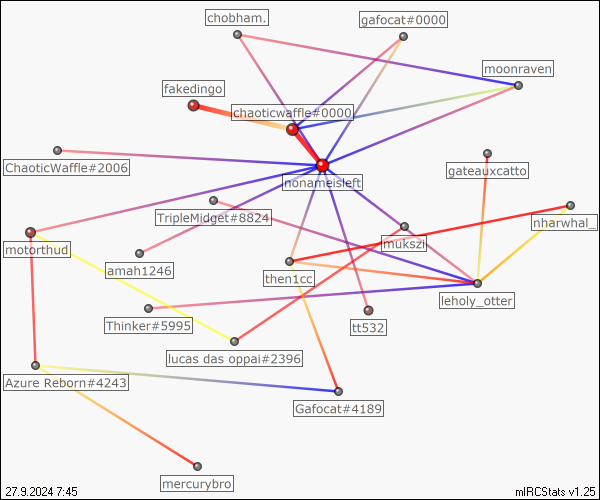 chobham.
gafocat#0000
moonraven
fakedingo
chaoticwaffle#0000
ChaoticWaffle#2006
nonameisleft
gateauxcatto
TripleMidget#8824
nharwhal_
motorthud
mukszi
amah1246
then1cc
leholy_otter
Thinker#5995
tt532
lucas das oppai#2396
Azure Reborn#4243
Gafocat#4189
mercurybro
27.9.2024 7:45
mIRCStats v1.25